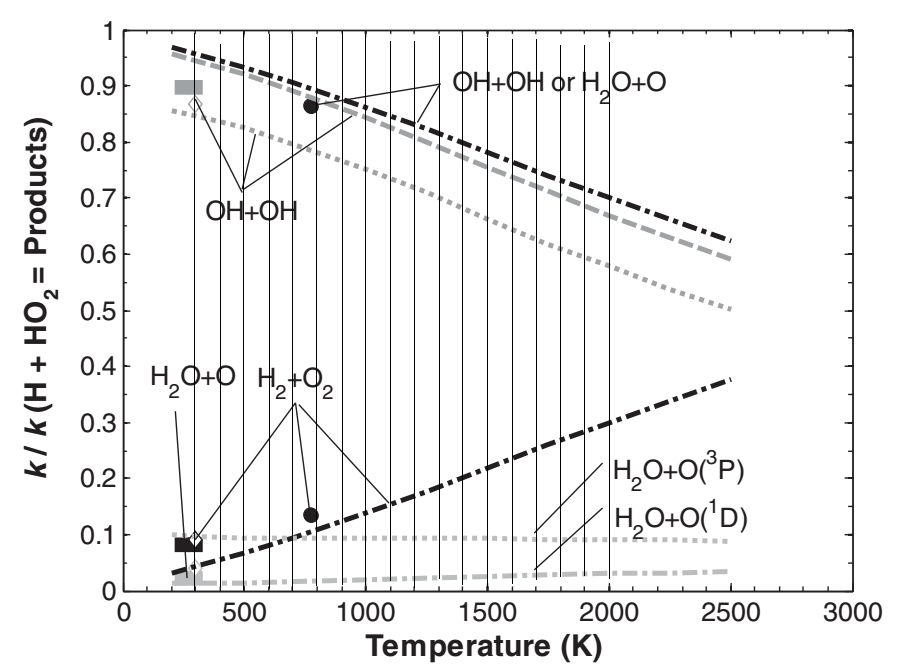 k / k (H + HO2 = Products)
1
0.9
0.8
0.7
0.6
0.5
0.4
0.3
0.2
0.1
0
OH+OH or H2O+O
OH+OH
H2O+O
H2+O2
H2O+O(3P)
H2O+O(1D)
0
500
1000
1500
2000
2500
3000
Temperature (K)